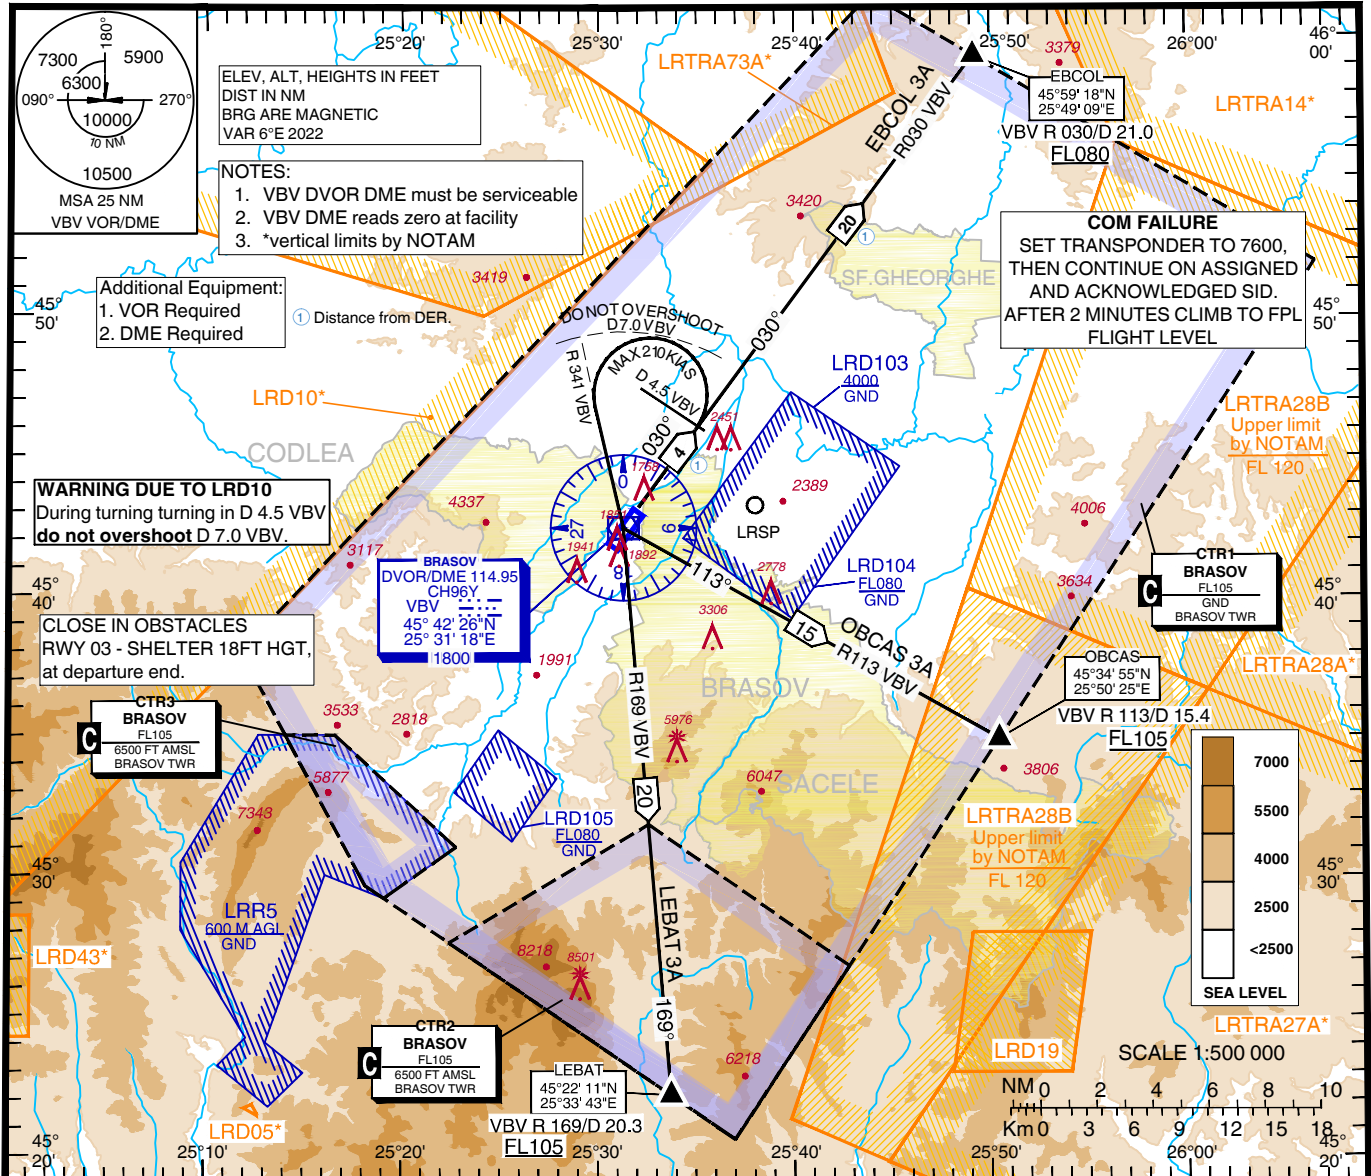 180°
7300
5900
6300
090°
270°
10000
10 NM
10500
MSA 25 NM
VBV VOR/DME
ELEV, ALT, HEIGHTS IN FEET
DIST IN NM
BRG ARE MAGNETIC
VAR 6°E 2022
NOTES:
1. VBV DVOR DME must be serviceable
2. VBV DME reads zero at facility
3. *vertical limits by NOTAM
Additional Equipment:
1. VOR Required
2. DME Required
1 Distance from DER.
25°20'
25°30'
25°40'
25°50'
26°00'
46°
00'
LRTRA73A*
EBCOL 3A
R030 VBV
3379
EBCOL
45°59' 18"N
25°49' 09"E
VBV R 030/D 21.0
FL080
LRTRA14*
COM FAILURE
SET TRANSPONDER TO 7600,
THEN CONTINUE ON ASSIGNED
AND ACKNOWLEDGED SID.
AFTER 2 MINUTES CLIMB TO FPL
FLIGHT LEVEL
3420
20
1
SF.GHEORGHE
3419
45°
50'
45°
50'
DO NOT OVERSHOOT
D7.0 VBV
MAX 210 KIAS
D 4.5 VBV
R 341 VBV
030°
030°
4
1
LRD103
4000
GND
LRD10*
CODLEA
LRTRA28B
Upper limit
by NOTAM
FL 120
2451
1768
0
WARNING DUE TO LRD10
During turning turning in D 4.5 VBV
do not overshoot D 7.0 VBV.
4337
2389
LRSP
4006
27
9
8
1851
1892
1941
3117
BRASOV
DVOR/DME 114.95
CH96Y
VBV
45° 42' 26"N
25° 31' 18"E
1800
113°
2778
LRD104
FL080
GND
3634
CTR1
BRASOV
C
FL105
GND
BRASOV TWR
45°
40'
45°
40'
CLOSE IN OBSTACLES
RWY 03 - SHELTER 18FT HGT,
at departure end.
3306
15
OBCAS 3A
R113 VBV
LRTRA28A*
OBCAS
45°34' 55"N
25°50' 25"E
VBV R 113/D 15.4
FL105
1991
R169 VBV
BRASOV
CTR3
BRASOV
C
FL105
6500 FT AMSL
BRASOV TWR
3533
2818
5976
5877
7343
6047
SACELE
3806
20
LRD105
FL080
GND
LRTRA28B
Upper limit
by NOTAM
FL 120
7000
5500
4000
2500
<2500
SEA LEVEL
45°
30'
45°
30'
LRR5
600 M AGL
GND
LEBAT 3A
169°
LRD43*
8218
8501
CTR2
BRASOV
C
FL105
6500 FT AMSL
BRASOV TWR
6218
LEBAT
45°22' 11"N
25°33' 43"E
VBV R 169/D 20.3
FL105
LRD19
LRTRA27A*
SCALE 1:500 000
NM 0 2 4 6 8 10
Km 0 3 6 9 12 15 18
LRD05*
45°
20'
45°
20'
25°10'
25°20'
25°30'
25°40'
25°50'
26°00'